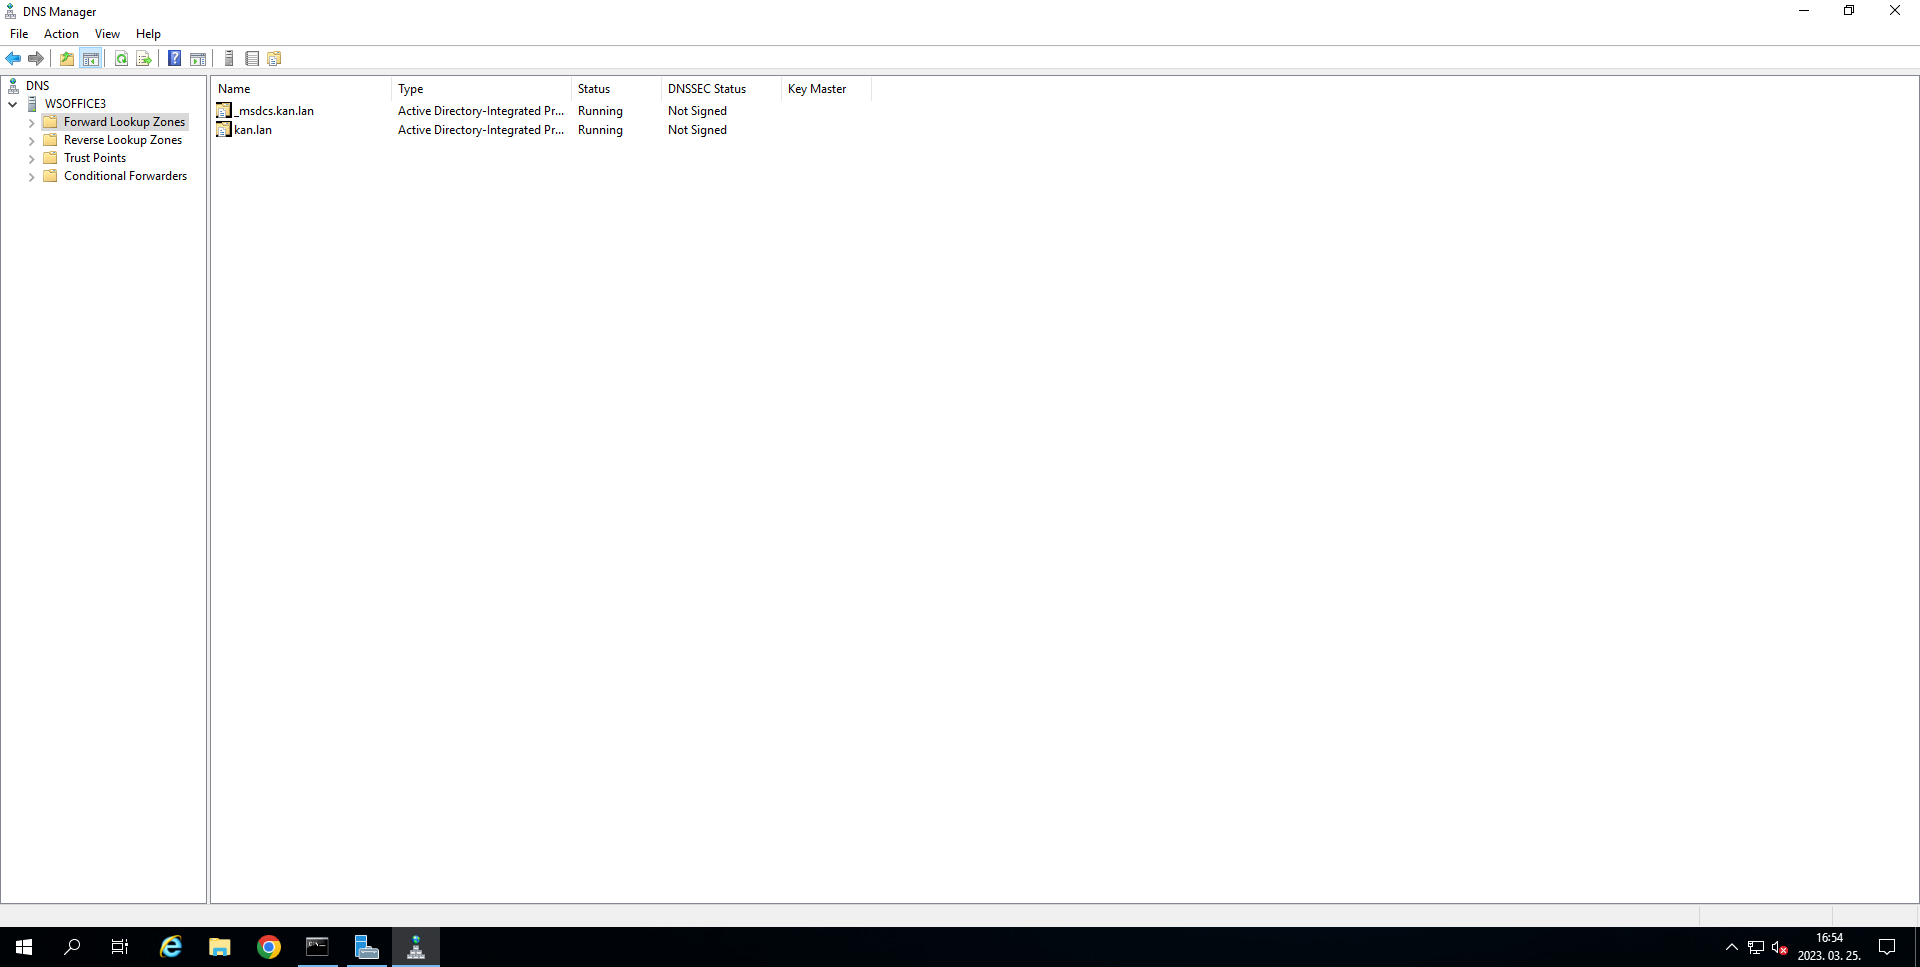 DNS Manager
File Action View Help
DNS
WSOFFICE3
Forward Lookup Zones
Reverse Lookup Zones
Trust Points
Conditional Forwarders
Name Type Status DNSSEC Status Key Master
_msdcs.kan.lan Active Directory-Integrated Pr... Running Not Signed
kan.lan Active Directory-Integrated Pr... Running Not Signed
16:54
2023. 03. 25.